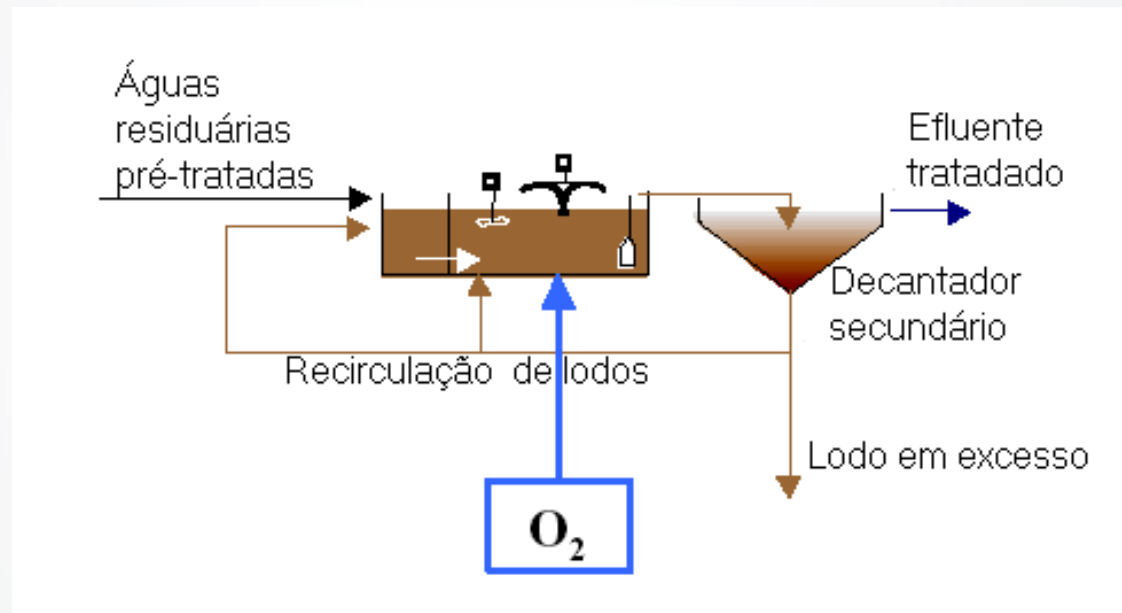 Águas
residuárias
pré-tratadas
Efluente
tratadado
Decantador
secundário
Recirculação de lodos
Lodo em excesso
O₂